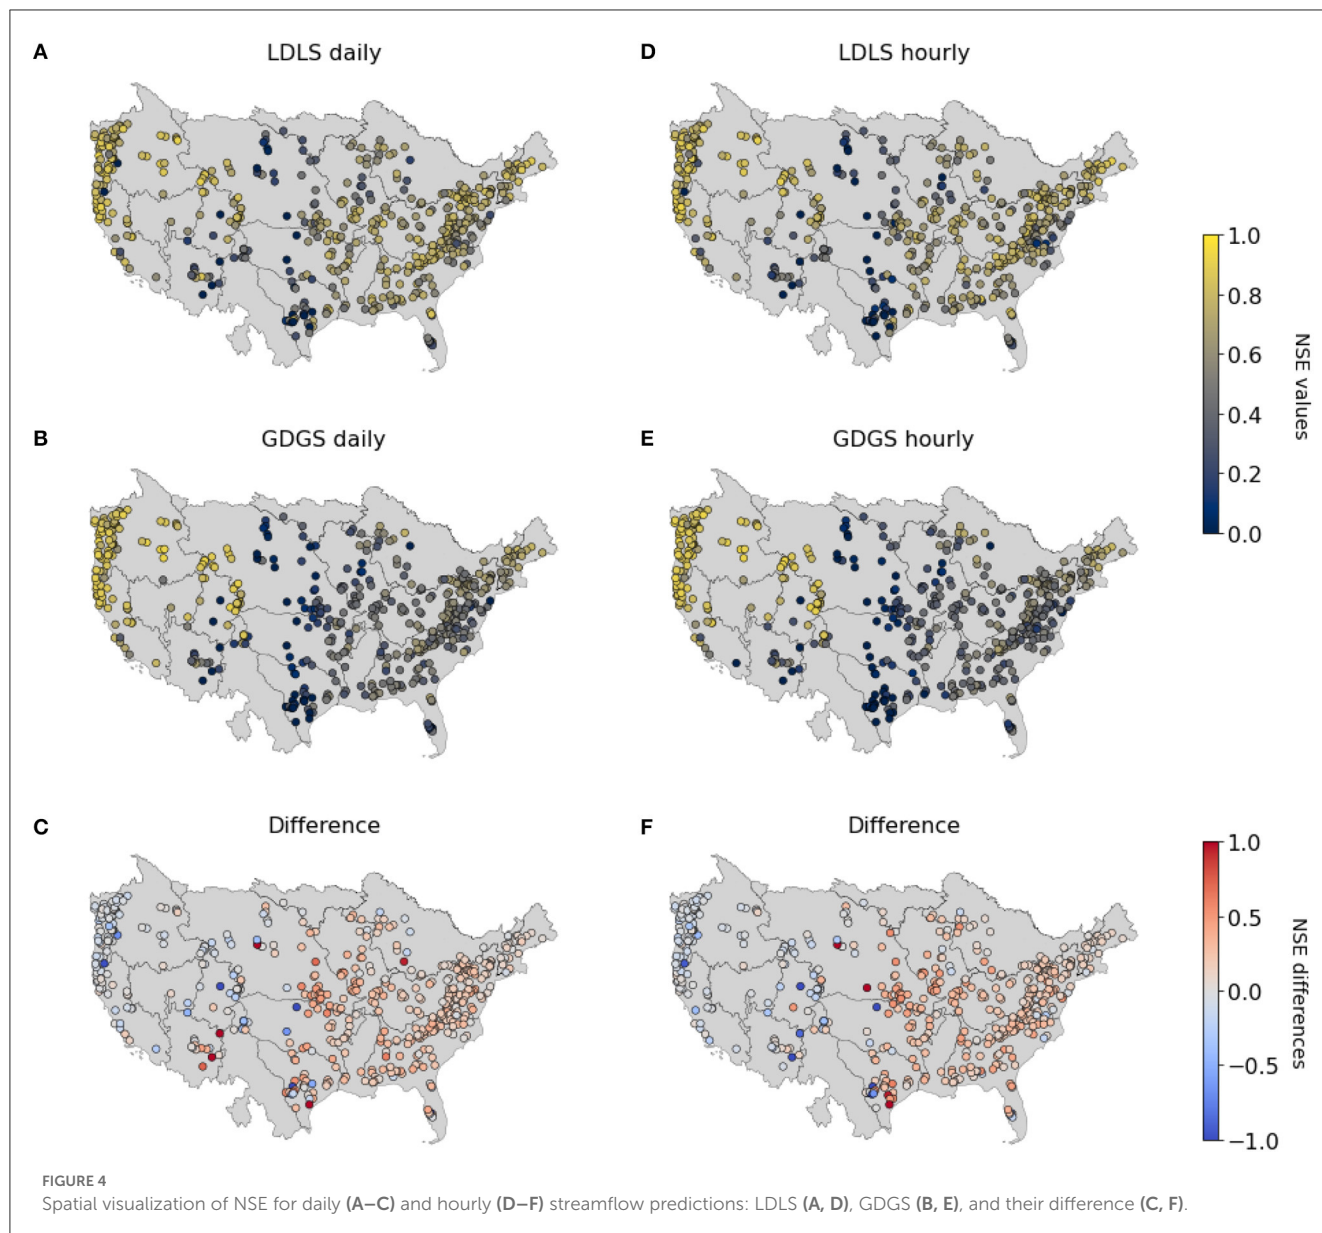 A
LDLS daily
D
LDLS hourly
B
GDGS daily
E
GDGS hourly
1.0
0.8
0.6
0.4
0.2
0.0
NSE values
C
Difference
F
Difference
1.0
0.5
0.0
−0.5
−1.0
NSE differences
FIGURE 4
Spatial visualization of NSE for daily (A–C) and hourly (D–F) streamflow predictions: LDLS (A, D), GDGS (B, E), and their difference (C, F).